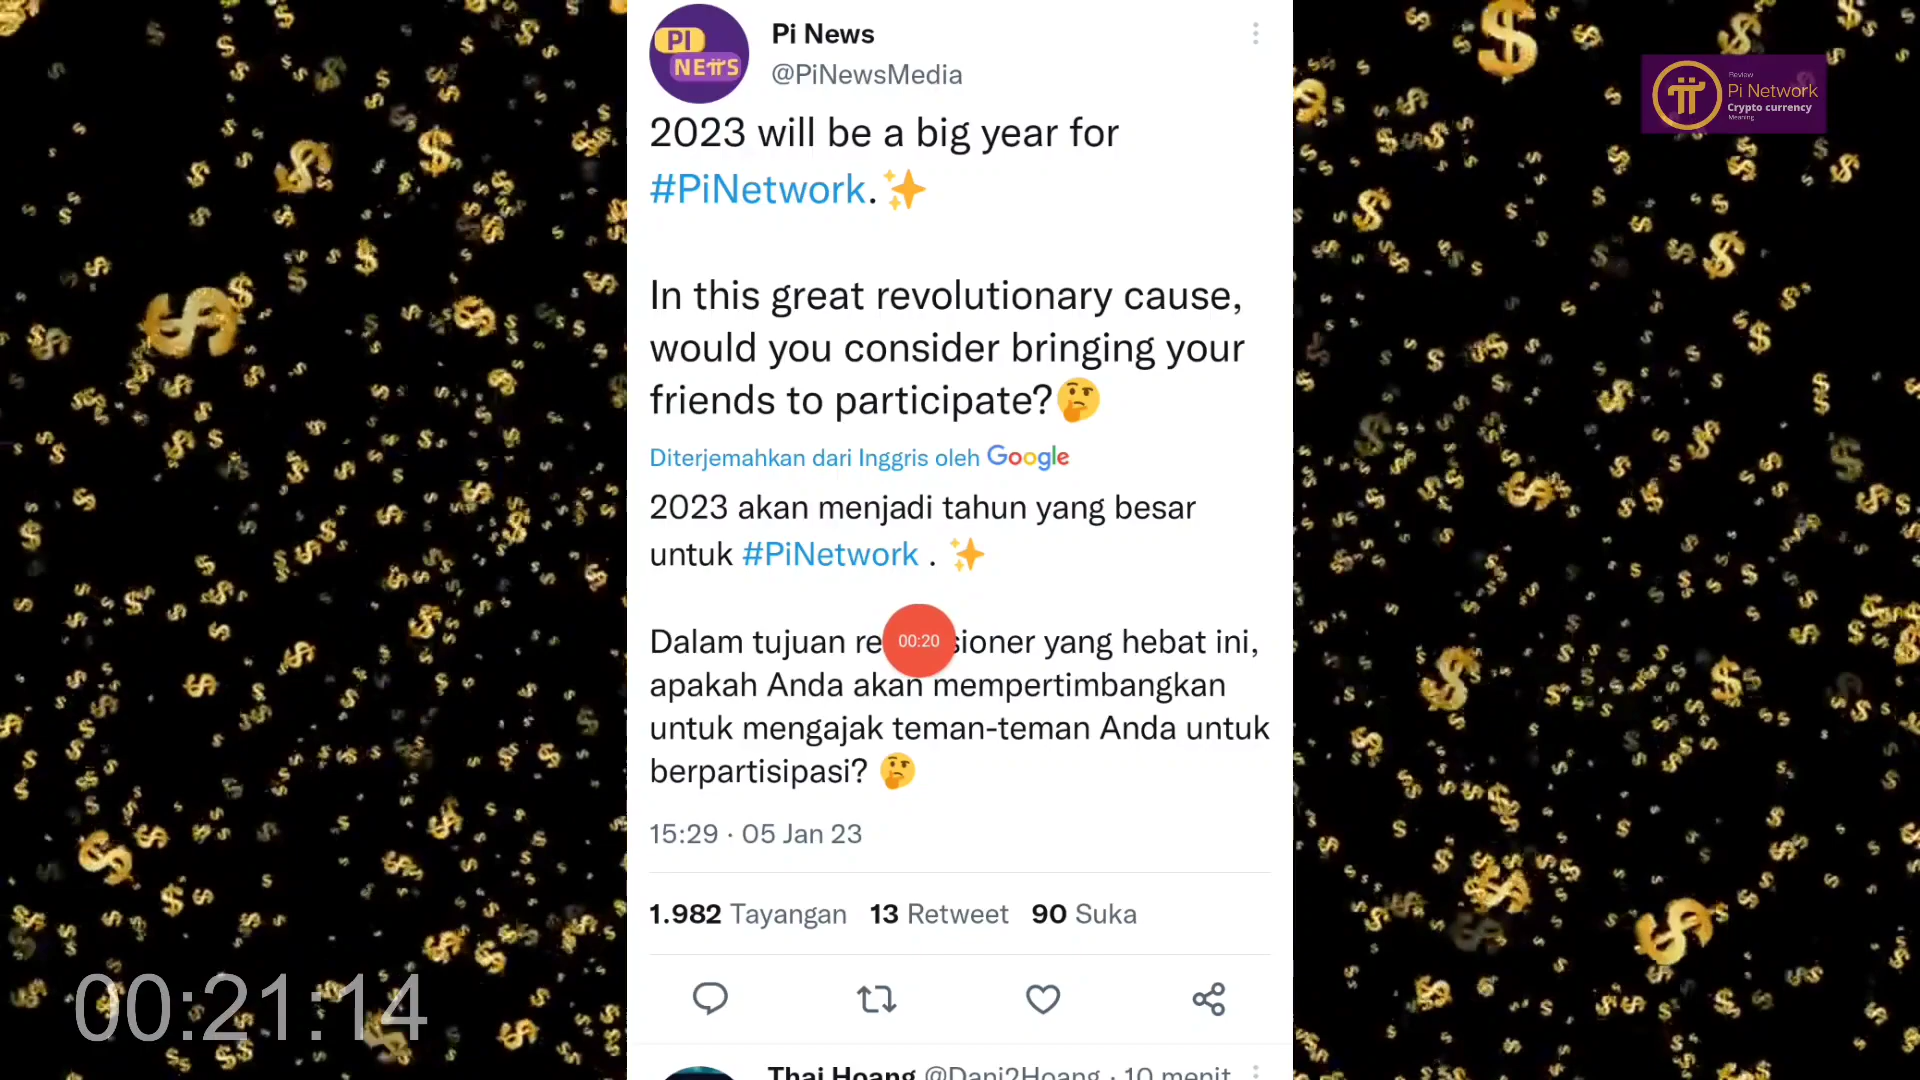 PI
NEWS
Pi News
@PiNewsMedia
Review
Pi Network
Crypto currency
Meaning
2023 will be a big year for
#PiNetwork.✨
In this great revolutionary cause,
would you consider bringing your
friends to participate?🤔
Diterjemahkan dari Inggris oleh Google
2023 akan menjadi tahun yang besar
untuk #PiNetwork . ✨
Dalam tujuan re 00:20 sioner yang hebat ini,
apakah Anda akan mempertimbangkan
untuk mengajak teman-teman Anda untuk
berpartisipasi? 🤔
15:29 · 05 Jan 23
1.982 Tayangan 13 Retweet 90 Suka
00:21:14
Thai Hoang @Dani2Hoang · 10 menit